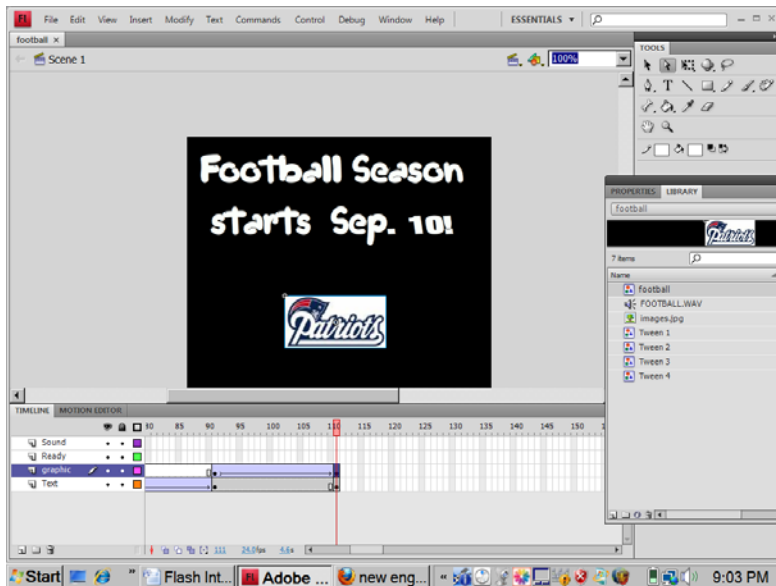 File Edit View Insert Modify Text Commands Control Debug Window Help ESSENTIALS
football
Scene 1 100%
TOOLS
Football Season
starts Sep. 10!
Patriots
PROPERTIES LIBRARY
football
Patriots
7 items
Name
football
FOOTBALL.WAV
images.jpg
Tween 1
Tween 2
Tween 3
Tween 4
TIMELINE MOTION EDITOR
85 90 95 100 105 110 115 120 125 130 135 140 145 150
Sound
Ready
graphic
Text
111 24.0fps 4.6s
Start Flash Int... Adobe ... new eng... 9:03 PM